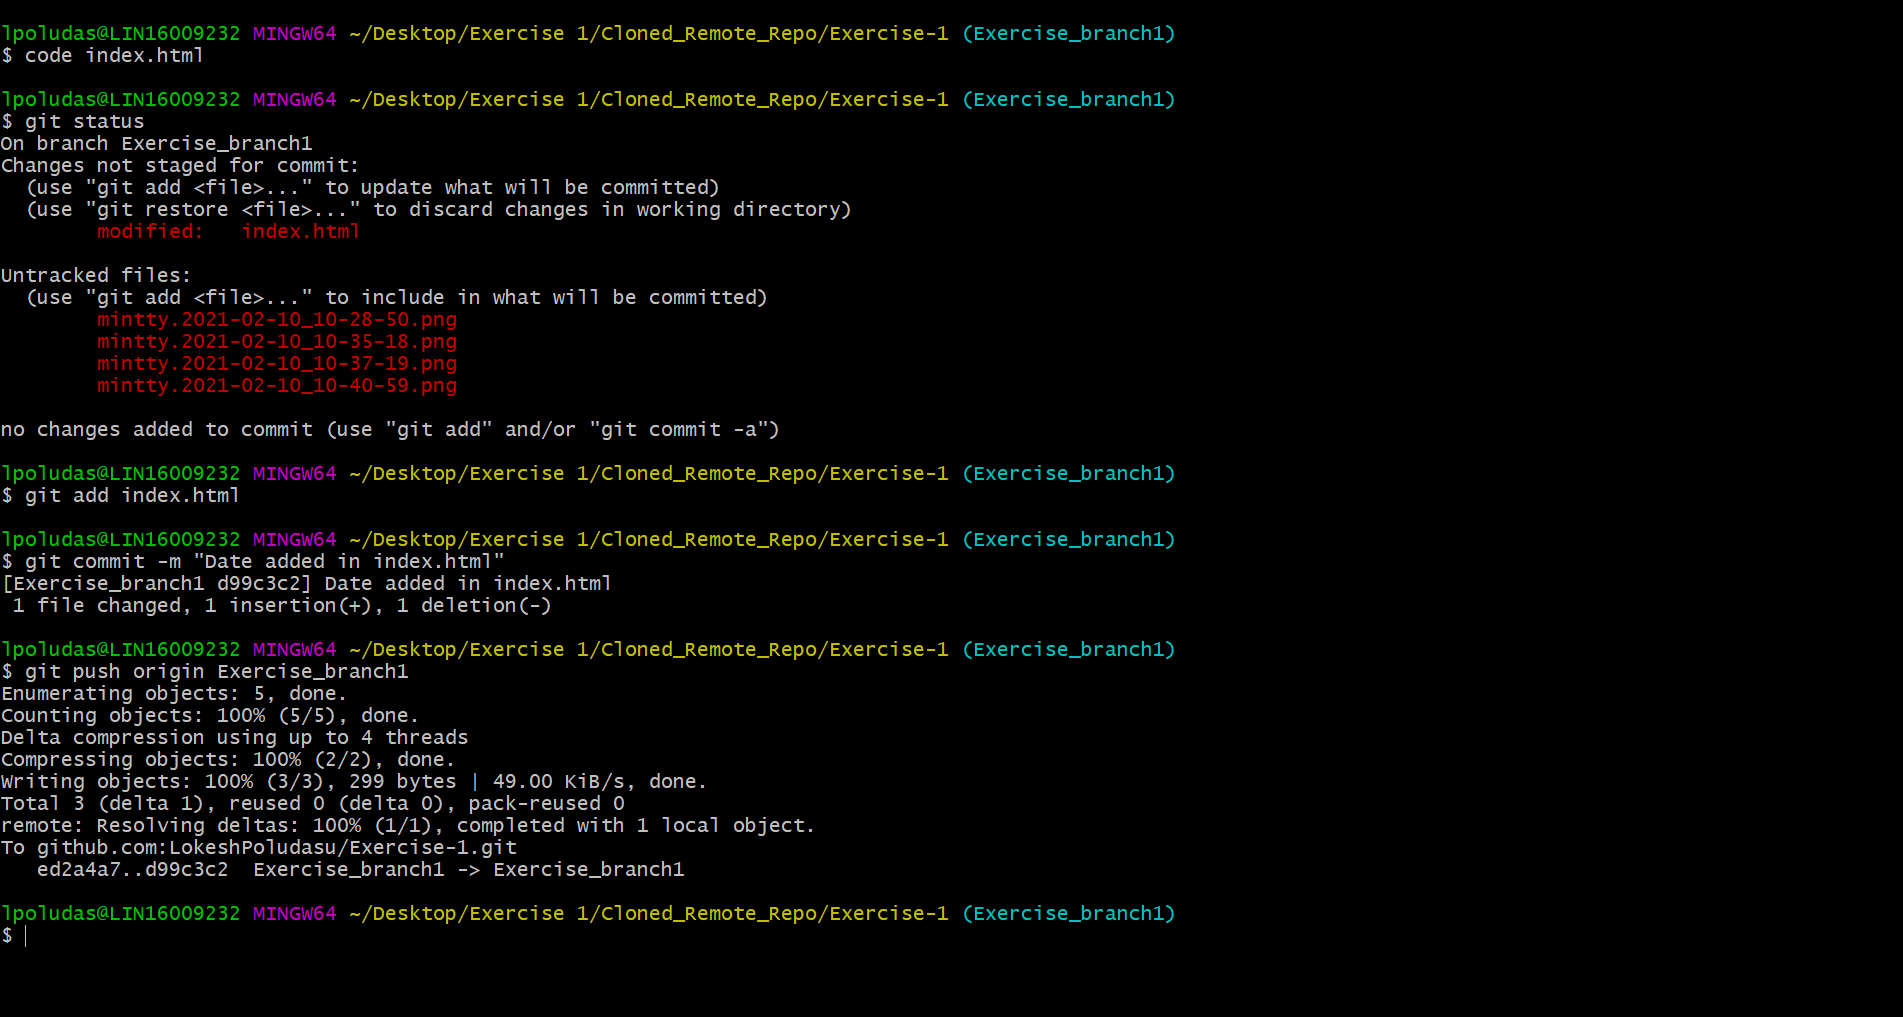 lpoludas@LIN16009232 MINGW64 ~/Desktop/Exercise 1/Cloned_Remote_Repo/Exercise-1 (Exercise_branch1)
$ code index.html
lpoludas@LIN16009232 MINGW64 ~/Desktop/Exercise 1/Cloned_Remote_Repo/Exercise-1 (Exercise_branch1)
$ git status
On branch Exercise_branch1
Changes not staged for commit:
  (use "git add <file>..." to update what will be committed)
  (use "git restore <file>..." to discard changes in working directory)
        modified:   index.html
Untracked files:
  (use "git add <file>..." to include in what will be committed)
        mintty.2021-02-10_10-28-50.png
        mintty.2021-02-10_10-35-18.png
        mintty.2021-02-10_10-37-19.png
        mintty.2021-02-10_10-40-59.png
no changes added to commit (use "git add" and/or "git commit -a")
lpoludas@LIN16009232 MINGW64 ~/Desktop/Exercise 1/Cloned_Remote_Repo/Exercise-1 (Exercise_branch1)
$ git add index.html
lpoludas@LIN16009232 MINGW64 ~/Desktop/Exercise 1/Cloned_Remote_Repo/Exercise-1 (Exercise_branch1)
$ git commit -m "Date added in index.html"
[Exercise_branch1 d99c3c2] Date added in index.html
 1 file changed, 1 insertion(+), 1 deletion(-)
lpoludas@LIN16009232 MINGW64 ~/Desktop/Exercise 1/Cloned_Remote_Repo/Exercise-1 (Exercise_branch1)
$ git push origin Exercise_branch1
Enumerating objects: 5, done.
Counting objects: 100% (5/5), done.
Delta compression using up to 4 threads
Compressing objects: 100% (2/2), done.
Writing objects: 100% (3/3), 299 bytes | 49.00 KiB/s, done.
Total 3 (delta 1), reused 0 (delta 0), pack-reused 0
remote: Resolving deltas: 100% (1/1), completed with 1 local object.
To github.com:LokeshPoludasu/Exercise-1.git
   ed2a4a7..d99c3c2  Exercise_branch1 -> Exercise_branch1
lpoludas@LIN16009232 MINGW64 ~/Desktop/Exercise 1/Cloned_Remote_Repo/Exercise-1 (Exercise_branch1)
$